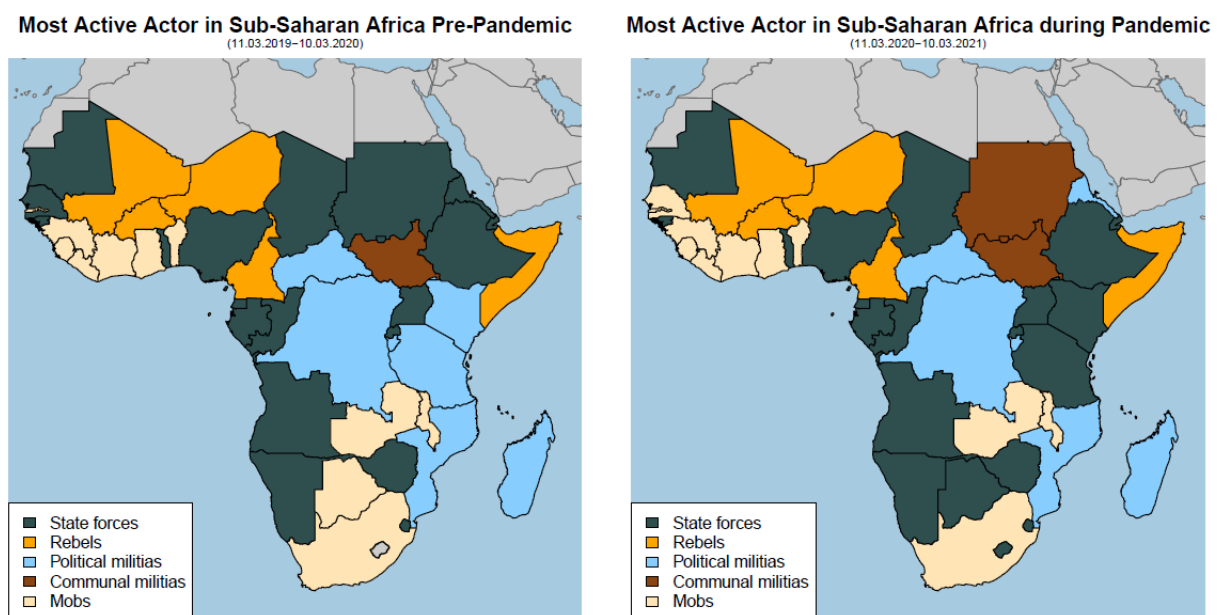 Most Active Actor in Sub-Saharan Africa Pre-Pandemic
(11.03.2019–10.03.2020)
State forces
Rebels
Political militias
Communal militias
Mobs
Most Active Actor in Sub-Saharan Africa during Pandemic
(11.03.2020–10.03.2021)
State forces
Rebels
Political militias
Communal militias
Mobs